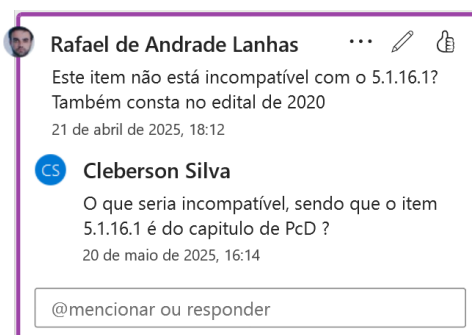 Rafael de Andrade Lanhas
Este item não está incompatível com o 5.1.16.1?
Também consta no edital de 2020
21 de abril de 2025, 18:12
CS
Cleberson Silva
O que seria incompatível, sendo que o item
5.1.16.1 é do capitulo de PcD ?
20 de maio de 2025, 16:14
@mencionar ou responder